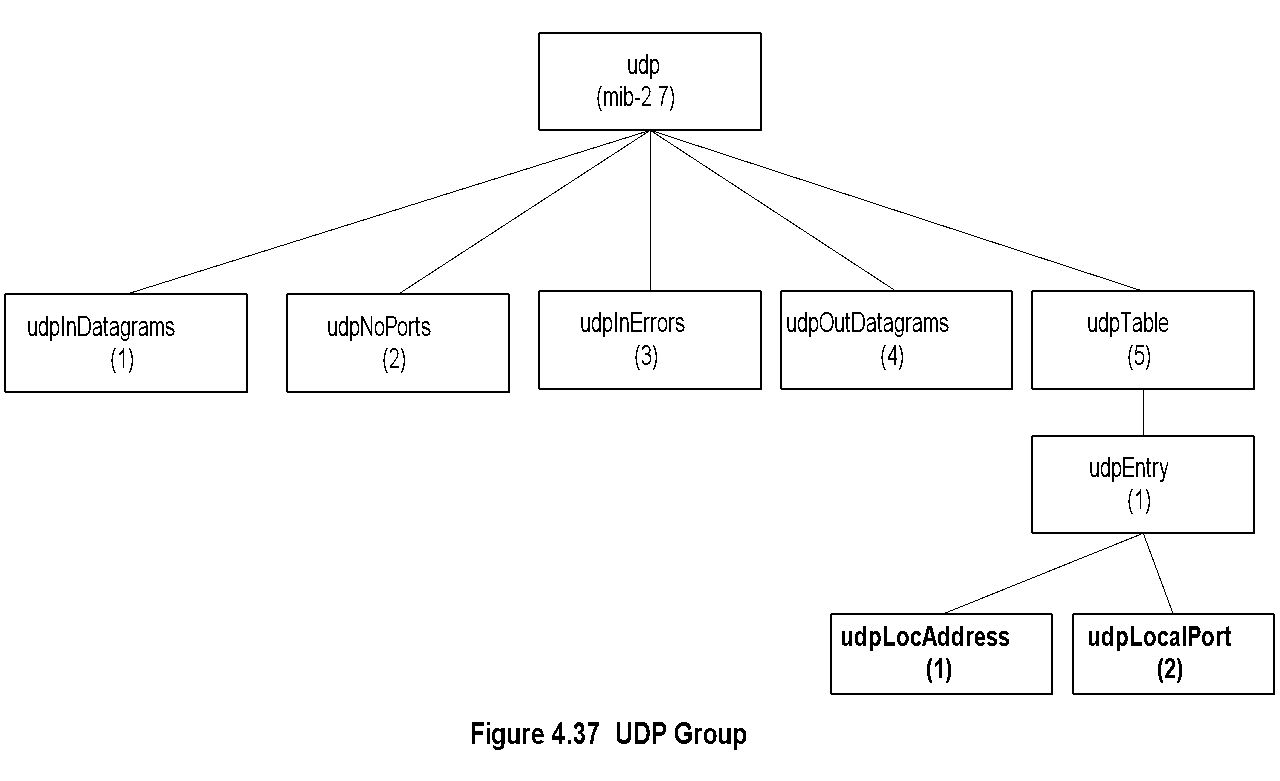 udp
(mib-2 7)
udpInDatagrams
(1)
udpNoPorts
(2)
udpInErrors
(3)
udpOutDatagrams
(4)
udpTable
(5)
udpEntry
(1)
udpLocAddress
(1)
udpLocalPort
(2)
Figure 4.37 UDP Group